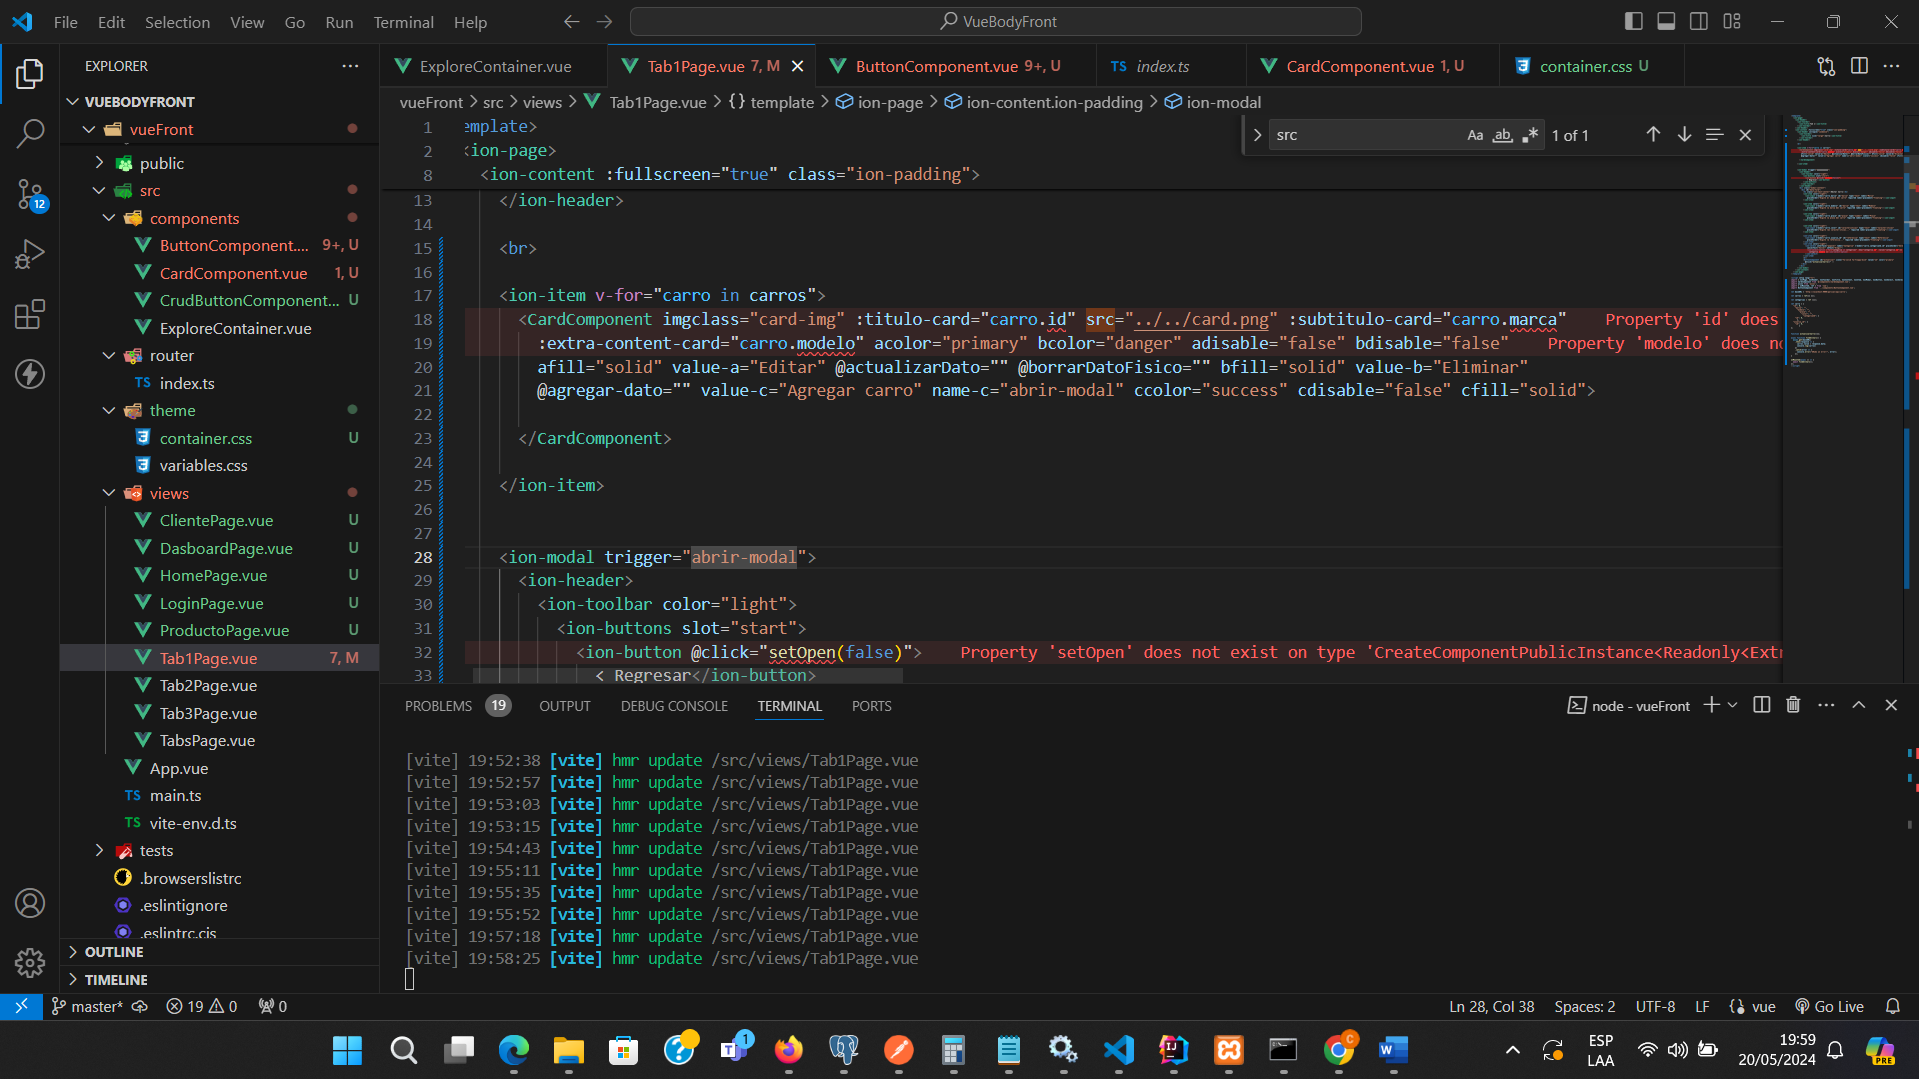 File Edit Selection View Go Run Terminal Help
VueBodyFront
EXPLORER
VUEBODYFRONT
vueFront
public
src
components
ButtonComponent.... 9+, U
CardComponent.vue 1, U
CrudButtonComponent... U
ExploreContainer.vue
router
TS index.ts
theme
container.css U
variables.css
views
ClientePage.vue U
DasboardPage.vue U
HomePage.vue U
LoginPage.vue U
ProductoPage.vue U
Tab1Page.vue 7, M
Tab2Page.vue
Tab3Page.vue
TabsPage.vue
App.vue
TS main.ts
TS vite-env.d.ts
tests
.browserslistrc
.eslintignore
.eslintrc.cjs
OUTLINE
TIMELINE
12
ExploreContainer.vue
Tab1Page.vue 7, M
ButtonComponent.vue 9+, U
TS index.ts
CardComponent.vue 1, U
container.css U
vueFront > src > views > Tab1Page.vue > {} template > ion-page > ion-content.ion-padding > ion-modal
src Aa ab 1 of 1
1 emplate>
2 <ion-page>
8 <ion-content :fullscreen="true" class="ion-padding">
13 </ion-header>
14
15 <br>
16
17 <ion-item v-for="carro in carros">
18 <CardComponent imgclass="card-img" :titulo-card="carro.id" src="../../card.png" :subtitulo-card="carro.marca" Property 'id' does
19 :extra-content-card="carro.modelo" acolor="primary" bcolor="danger" adisable="false" bdisable="false" Property 'modelo' does no
20 afill="solid" value-a="Editar" @actualizarDato="" @borrarDatoFisico="" bfill="solid" value-b="Eliminar"
21 @agregar-dato="" value-c="Agregar carro" name-c="abrir-modal" ccolor="success" cdisable="false" cfill="solid">
22
23 </CardComponent>
24
25 </ion-item>
26
27
28 <ion-modal trigger="abrir-modal">
29 <ion-header>
30 <ion-toolbar color="light">
31 <ion-buttons slot="start">
32 <ion-button @click="setOpen(false)"> Property 'setOpen' does not exist on type 'CreateComponentPublicInstance<Readonly<Extr
33 < Regresar</ion-button>
PROBLEMS 19 OUTPUT DEBUG CONSOLE TERMINAL PORTS
node - vueFront
[vite] 19:52:38 [vite] hmr update /src/views/Tab1Page.vue
[vite] 19:52:57 [vite] hmr update /src/views/Tab1Page.vue
[vite] 19:53:03 [vite] hmr update /src/views/Tab1Page.vue
[vite] 19:53:15 [vite] hmr update /src/views/Tab1Page.vue
[vite] 19:54:43 [vite] hmr update /src/views/Tab1Page.vue
[vite] 19:55:11 [vite] hmr update /src/views/Tab1Page.vue
[vite] 19:55:35 [vite] hmr update /src/views/Tab1Page.vue
[vite] 19:55:52 [vite] hmr update /src/views/Tab1Page.vue
[vite] 19:57:18 [vite] hmr update /src/views/Tab1Page.vue
[vite] 19:58:25 [vite] hmr update /src/views/Tab1Page.vue
master* 19 0 0
Ln 28, Col 38 Spaces: 2 UTF-8 LF vue Go Live
ESP
LAA
19:59
20/05/2024